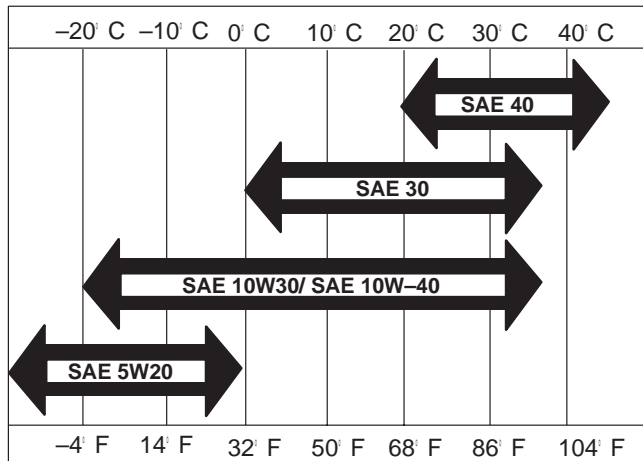 –20° C –10° C 0° C 10° C 20° C 30° C 40° C
SAE 40
SAE 30
SAE 10W30/ SAE 10W–40
SAE 5W20
–4° F 14° F 32° F 50° F 68° F 86° F 104° F